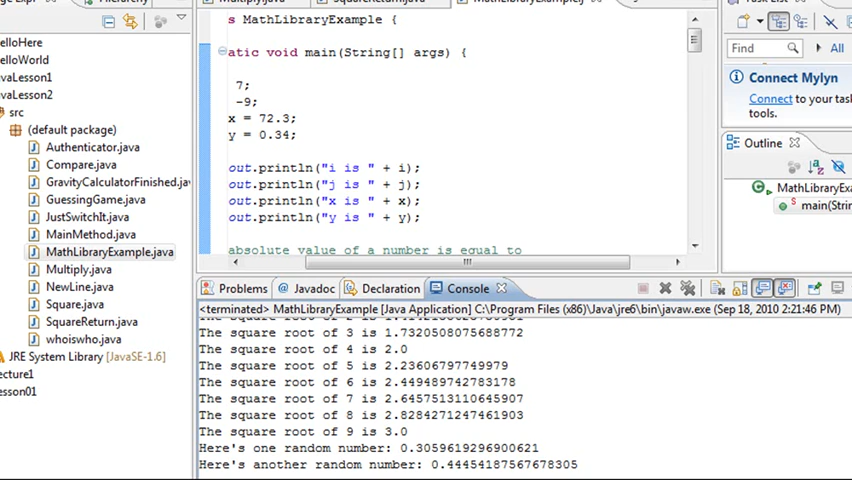 Hierarchy
s MathLibraryExample {
atic void main(String[] args) {
7;
-9;
x = 72.3;
y = 0.34;
out.println("i is " + i);
out.println("j is " + j);
out.println("x is " + x);
out.println("y is " + y);
absolute value of a number is equal to
elloHere
elloWorld
vaLesson1
avaLesson2
src
(default package)
Authenticator.java
Compare.java
GravityCalculatorFinished.java
GuessingGame.java
JustSwitchIt.java
MainMethod.java
MathLibraryExample.java
Multiply.java
NewLine.java
Square.java
SquareReturn.java
whoiswho.java
JRE System Library [JavaSE-1.6]
ecture1
esson01
Find
All
Connect Mylyn
Connect to your task
tools.
Outline
MathLibraryExa
main(Strin
Problems
Javadoc
Declaration
Console
<terminated> MathLibraryExample [Java Application] C:\Program Files (x86)\Java\jre6\bin\javaw.exe (Sep 18, 2010 2:21:46 PM)
The square root of 3 is 1.7320508075688772
The square root of 4 is 2.0
The square root of 5 is 2.23606797749979
The square root of 6 is 2.449489742783178
The square root of 7 is 2.6457513110645907
The square root of 8 is 2.8284271247461903
The square root of 9 is 3.0
Here's one random number: 0.3059619296900621
Here's another random number: 0.44454187567678305